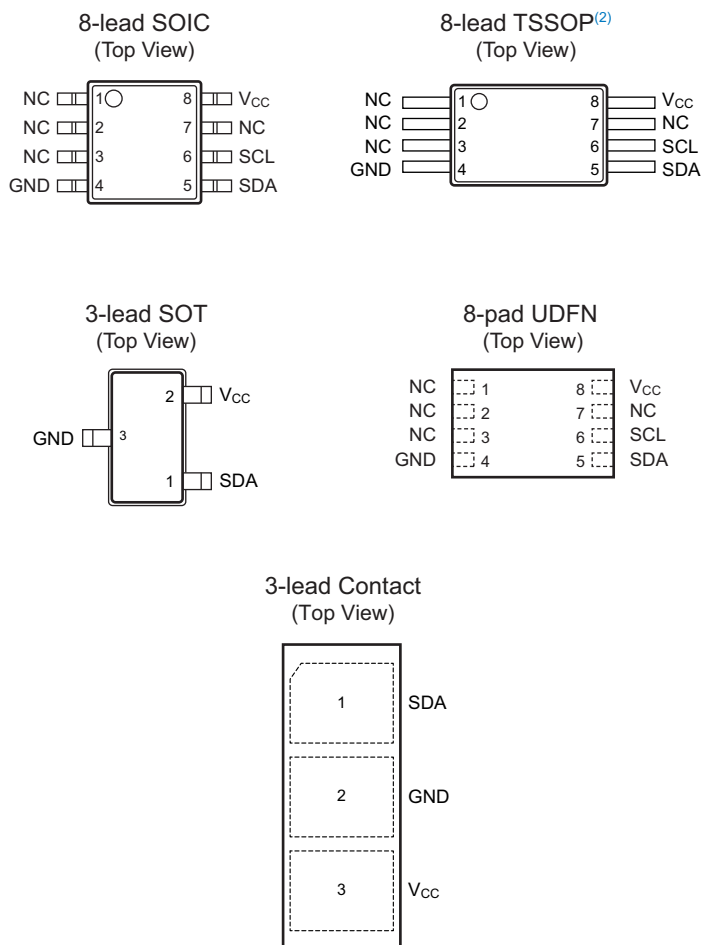 8-lead SOIC
(Top View)
NC 1 8 VCC
NC 2 7 NC
NC 3 6 SCL
GND 4 5 SDA
8-lead TSSOP(2)
(Top View)
NC 1 8 VCC
NC 2 7 NC
NC 3 6 SCL
GND 4 5 SDA
3-lead SOT
(Top View)
2 VCC
GND 3
1 SDA
8-pad UDFN
(Top View)
NC 1 8 VCC
NC 2 7 NC
NC 3 6 SCL
GND 4 5 SDA
3-lead Contact
(Top View)
1 SDA
2 GND
3 VCC